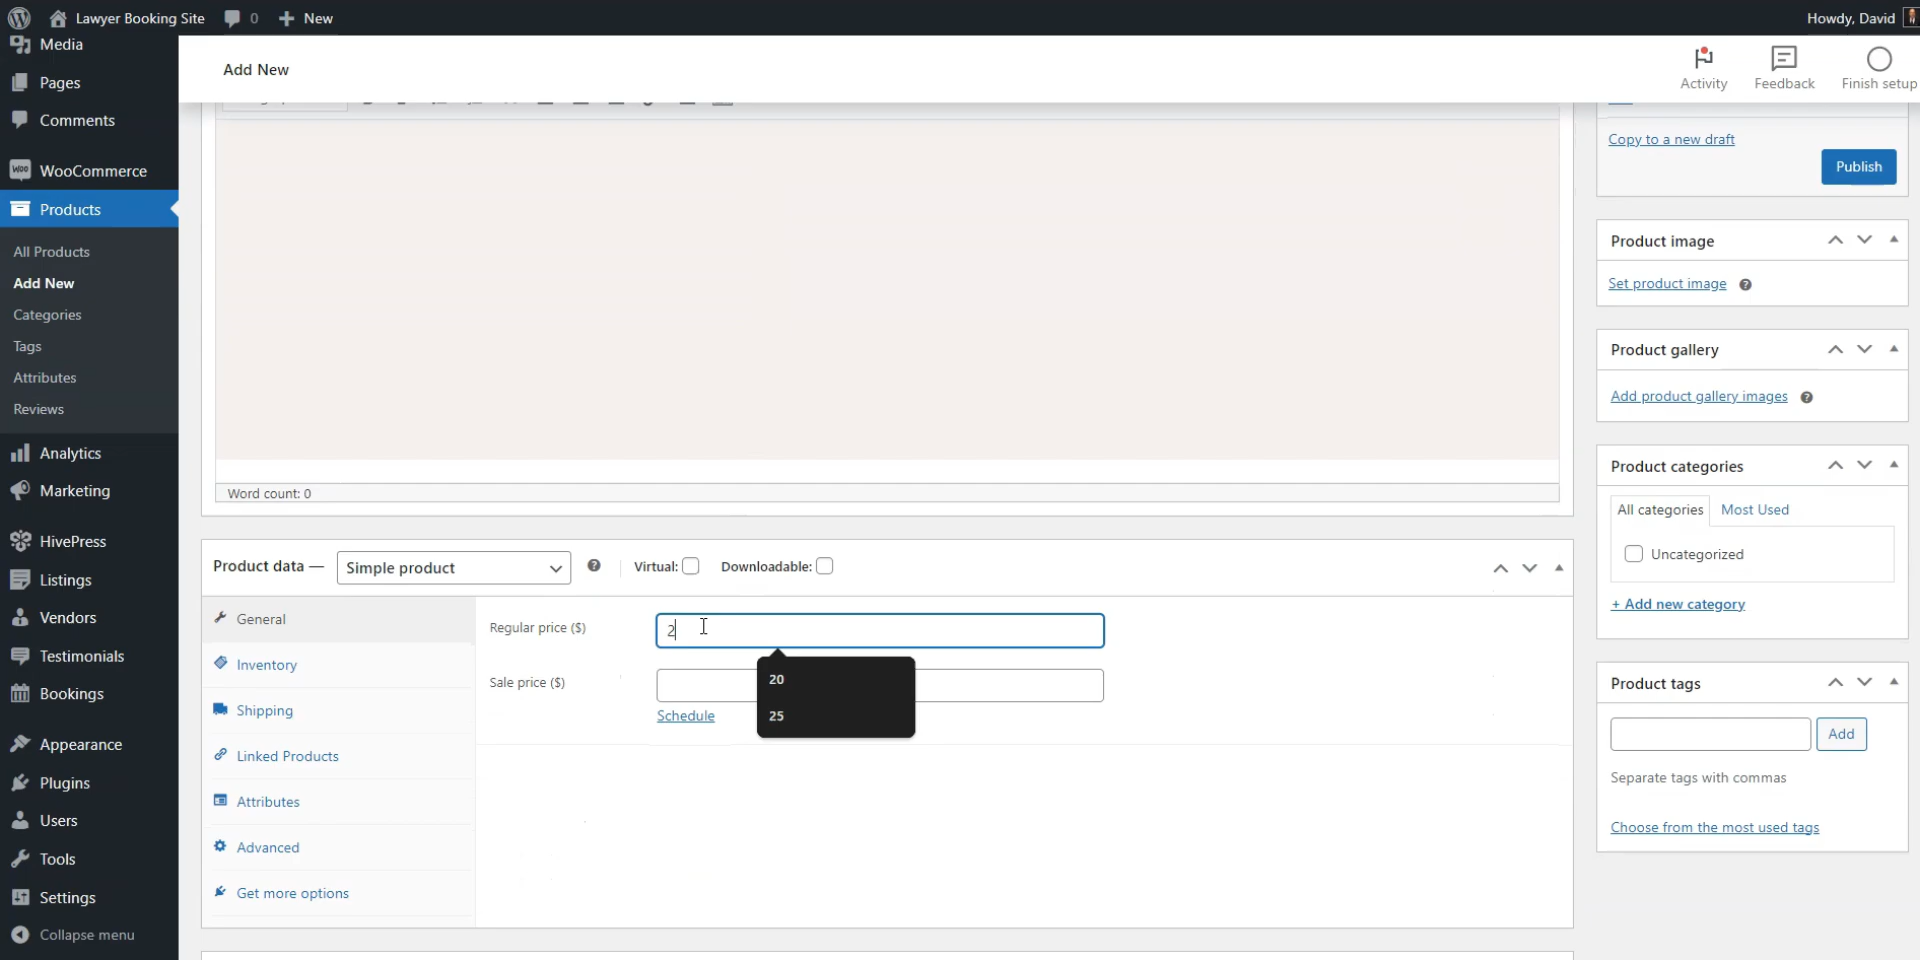 Lawyer Booking Site
0
New
Howdy, David
Media
Pages
Comments
WooCommerce
Products
All Products
Add New
Categories
Tags
Attributes
Reviews
Analytics
Marketing
HivePress
Listings
Vendors
Testimonials
Bookings
Appearance
Plugins
Users
Tools
Settings
Collapse menu
Add New
Activity
Feedback
Finish setup
Word count: 0
Product data — Simple product
Virtual:
Downloadable:
General
Inventory
Shipping
Linked Products
Attributes
Advanced
Get more options
Regular price ($)
2
20
25
Sale price ($)
Schedule
Copy to a new draft
Publish
Product image
Set product image
Product gallery
Add product gallery images
Product categories
All categories
Most Used
Uncategorized
+ Add new category
Product tags
Add
Separate tags with commas
Choose from the most used tags